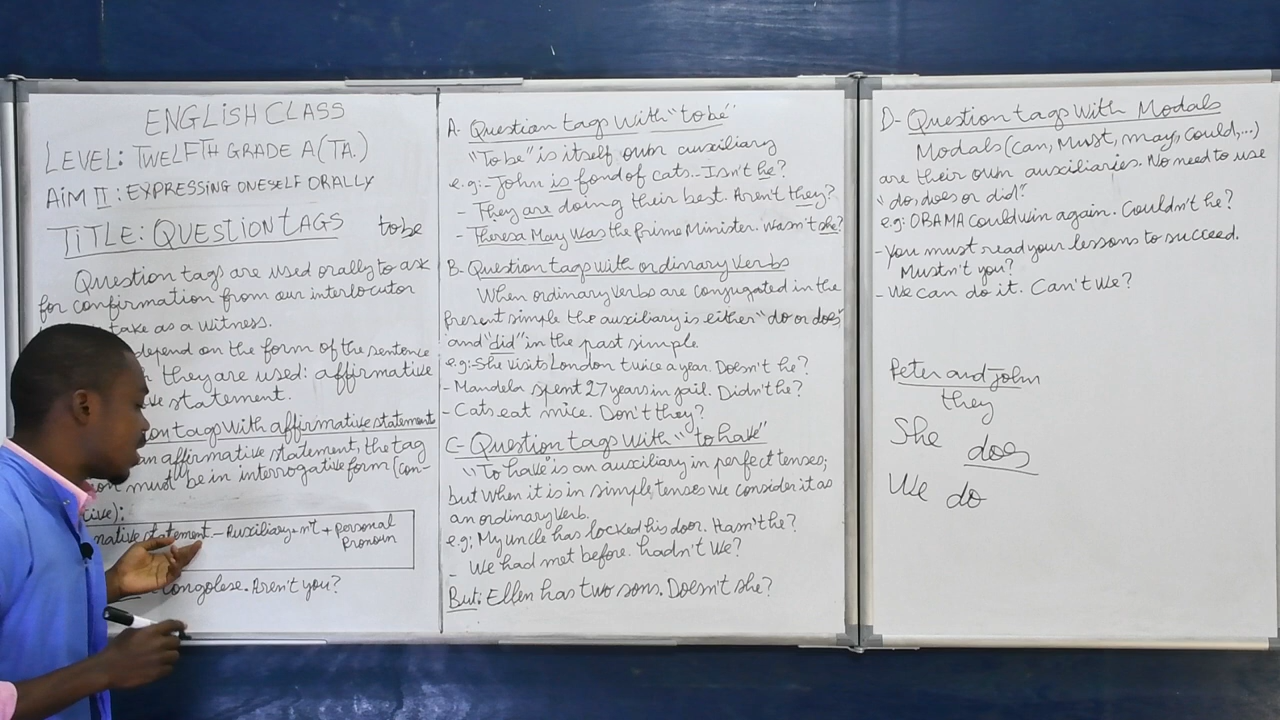 ENGLISH CLASS
LEVEL: TWELFTH GRADE A (TA.)
AIM II: EXPRESSING ONESELF ORALLY
TITLE: QUESTION TAGS to be
Question tags are used orally to ask
for confirmation from our interlocutor
take as a witness.
depend on the form of the sentence
they are used: affirmative
statement.
tags with affirmative statement
an affirmative statement, the tag
must be in interrogative form (con-
statement - Auxiliary + n't + personal
pronoun
Congolese. Aren't you?
A- Question tags with "to be"
"To be" is itself own auxiliary
e.g:- John is fond of cats.- Isn't he?
- They are doing their best. Aren't they?
- Theresa May was the prime Minister. Wasn't she?
B- Question tags with ordinary verbs
When ordinary verbs are conjugated in the
present simple the auxiliary is either "do or does"
and "did" in the past simple
e.g:- She visits London twice a year. Doesn't he?
- Mandela spent 27 years in jail. Didn't he?
- Cats eat mice. Don't they?
C- Question tags with "to have"
"To have" is an auxiliary in perfect tenses;
but when it is in simple tenses we consider it as
an ordinary verb.
e.g; My uncle has locked his door. Hasn't he?
- We had met before. hadn't we?
But: Ellen has two sons. Doesn't she?
D- Question tags with Modals
Modals (can, Must, may, could,...)
are their own auxiliaries. No need to use
"do, does or did".
e.g: OBAMA could win again. Couldn't he?
- You must read your lessons to succeed.
Mustn't you?
- We can do it. Can't we?
Peter and John
they
She does
We do